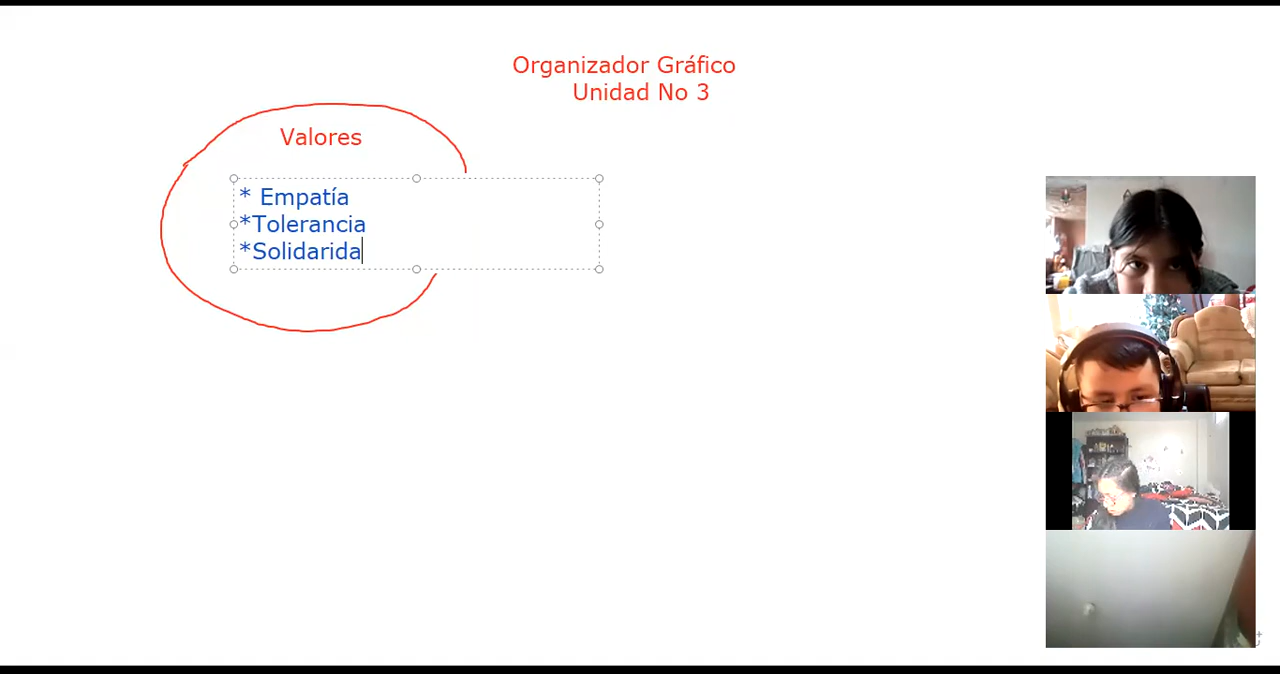 Organizador Gráfico
Unidad No 3
Valores
* Empatía
*Tolerancia
*Solidarida